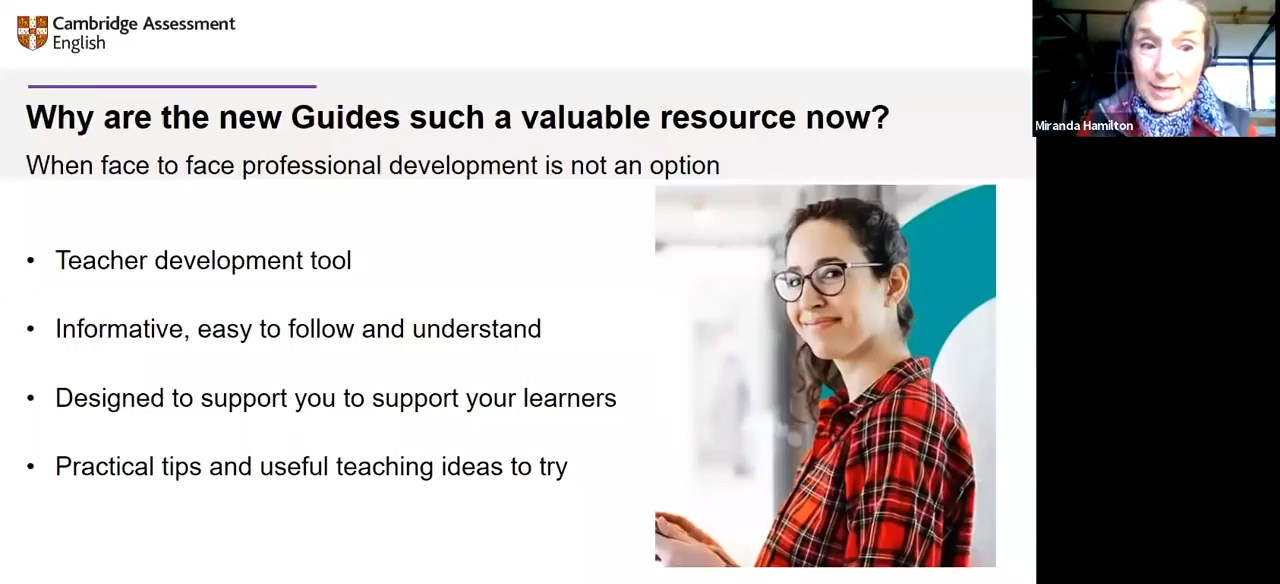 Cambridge Assessment
English
Why are the new Guides such a valuable resource now?
When face to face professional development is not an option
• Teacher development tool
• Informative, easy to follow and understand
• Designed to support you to support your learners
• Practical tips and useful teaching ideas to try
Miranda Hamilton